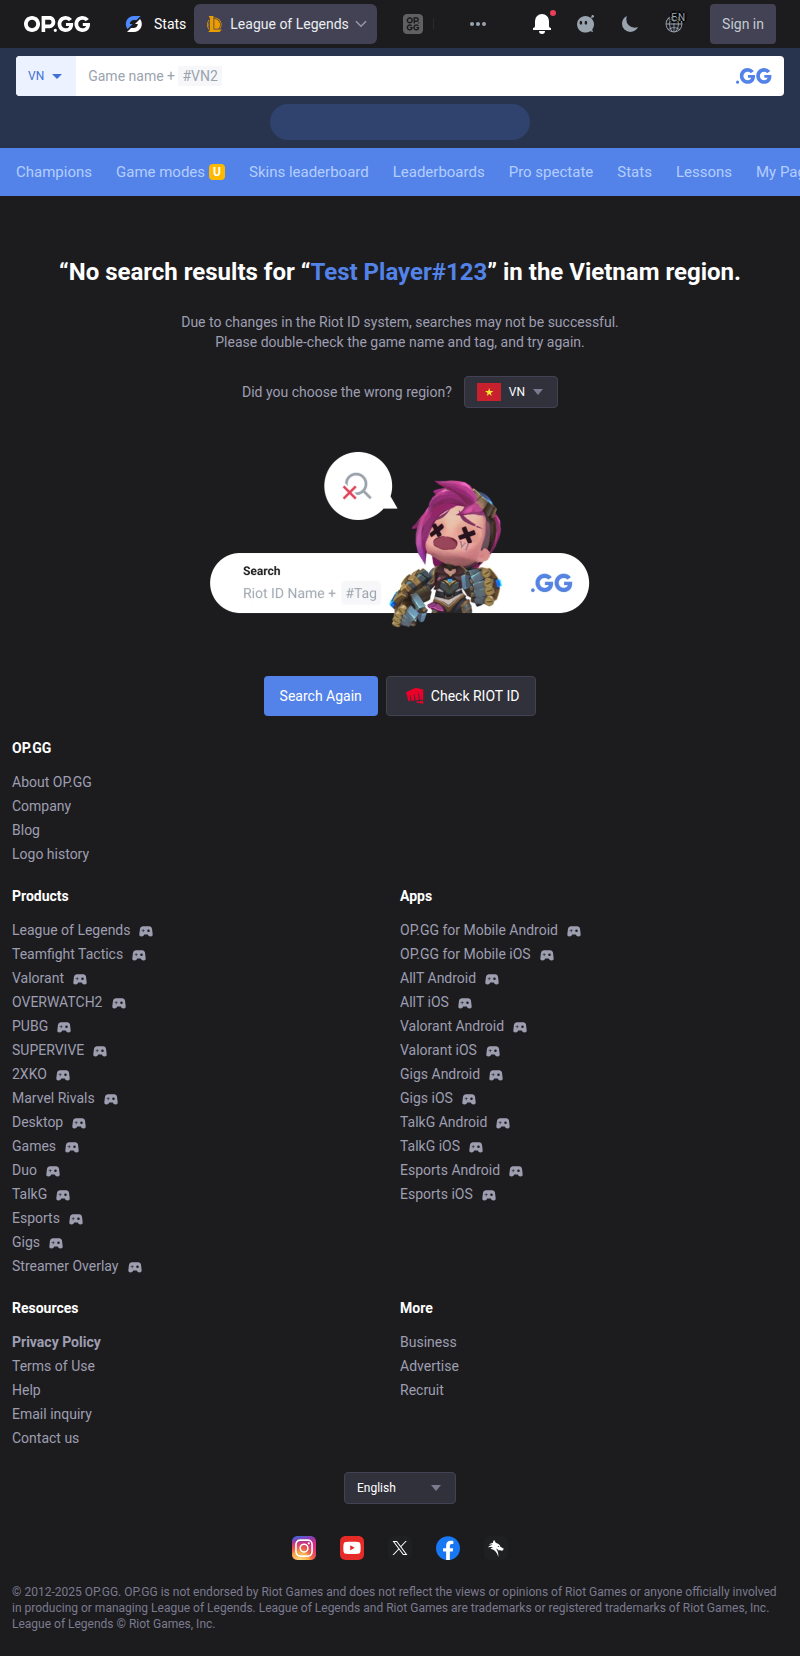 OP.GG
Stats
League of Legends
OP.GG
EN
Sign in
VN
Game name + #VN2
.GG
Champions
Game modes U
Skins leaderboard
Leaderboards
Pro spectate
Stats
Lessons
My Pag
“No search results for “Test Player#123” in the Vietnam region.
Due to changes in the Riot ID system, searches may not be successful.
Please double-check the game name and tag, and try again.
Did you choose the wrong region?
VN
Search
Riot ID Name + #Tag
.GG
Search Again
Check RIOT ID
OP.GG
About OP.GG
Company
Blog
Logo history
Products
League of Legends
Teamfight Tactics
Valorant
OVERWATCH2
PUBG
SUPERVIVE
2XKO
Marvel Rivals
Desktop
Games
Duo
TalkG
Esports
Gigs
Streamer Overlay
Apps
OP.GG for Mobile Android
OP.GG for Mobile iOS
AllT Android
AllT iOS
Valorant Android
Valorant iOS
Gigs Android
Gigs iOS
TalkG Android
TalkG iOS
Esports Android
Esports iOS
Resources
Privacy Policy
Terms of Use
Help
Email inquiry
Contact us
More
Business
Advertise
Recruit
English
© 2012-2025 OP.GG. OP.GG is not endorsed by Riot Games and does not reflect the views or opinions of Riot Games or anyone officially involved
in producing or managing League of Legends. League of Legends and Riot Games are trademarks or registered trademarks of Riot Games, Inc.
League of Legends © Riot Games, Inc.